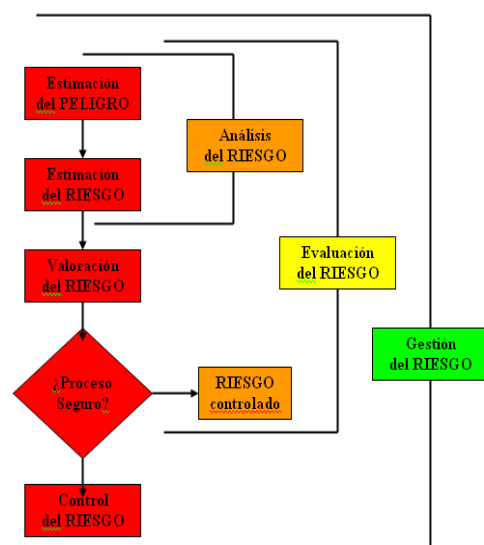 Estimación
del PELIGRO
Análisis
del RIESGO
Estimación
del RIESGO
Valoración
del RIESGO
Evaluación
del RIESGO
Gestión
del RIESGO
¿Proceso
Seguro?
RIESGO
controlado
Control
del RIESGO